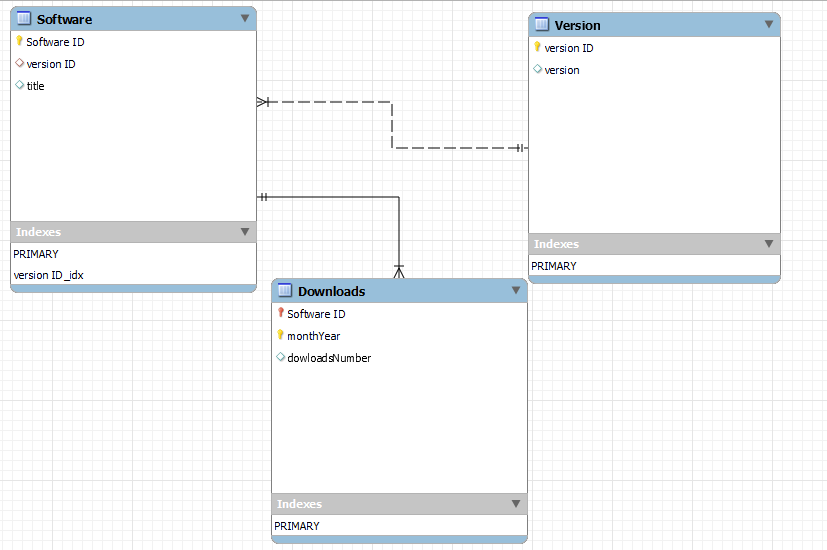 Software
Software ID
version ID
title
Indexes
PRIMARY
version ID_idx
Version
version ID
version
Indexes
PRIMARY
Downloads
Software ID
monthYear
dowloadsNumber
Indexes
PRIMARY